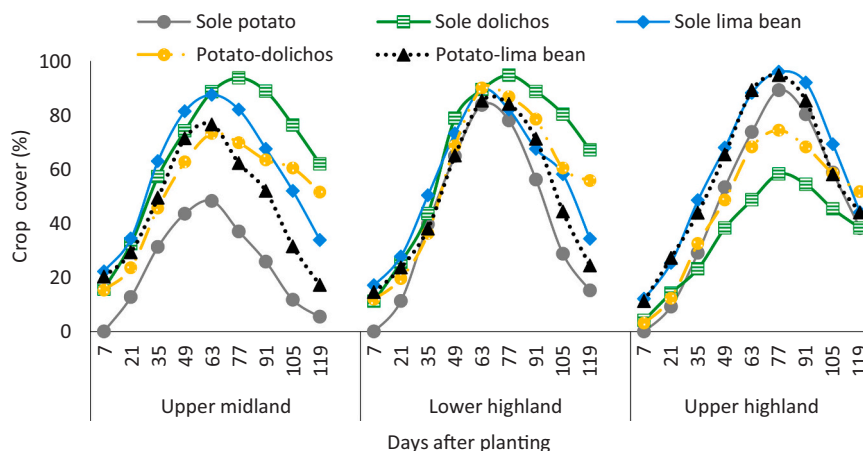 Sole potato Sole dolichos Sole lima bean
Potato-dolichos Potato-lima bean
100
80
60
40
20
0
Crop cover (%)
7 21 35 49 63 77 91 105 119 7 21 35 49 63 77 91 105 119 7 21 35 49 63 77 91 105 119
Upper midland Lower highland Upper highland
Days after planting